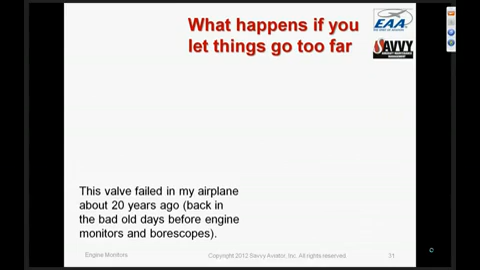 What happens if you
let things go too far
EAA
SAVVY
This valve failed in my airplane
about 20 years ago (back in
the bad old days before engine
monitors and borescopes).
Engine Monitors
Copyright 2012 Savvy Aviator, Inc. All rights reserved.
31